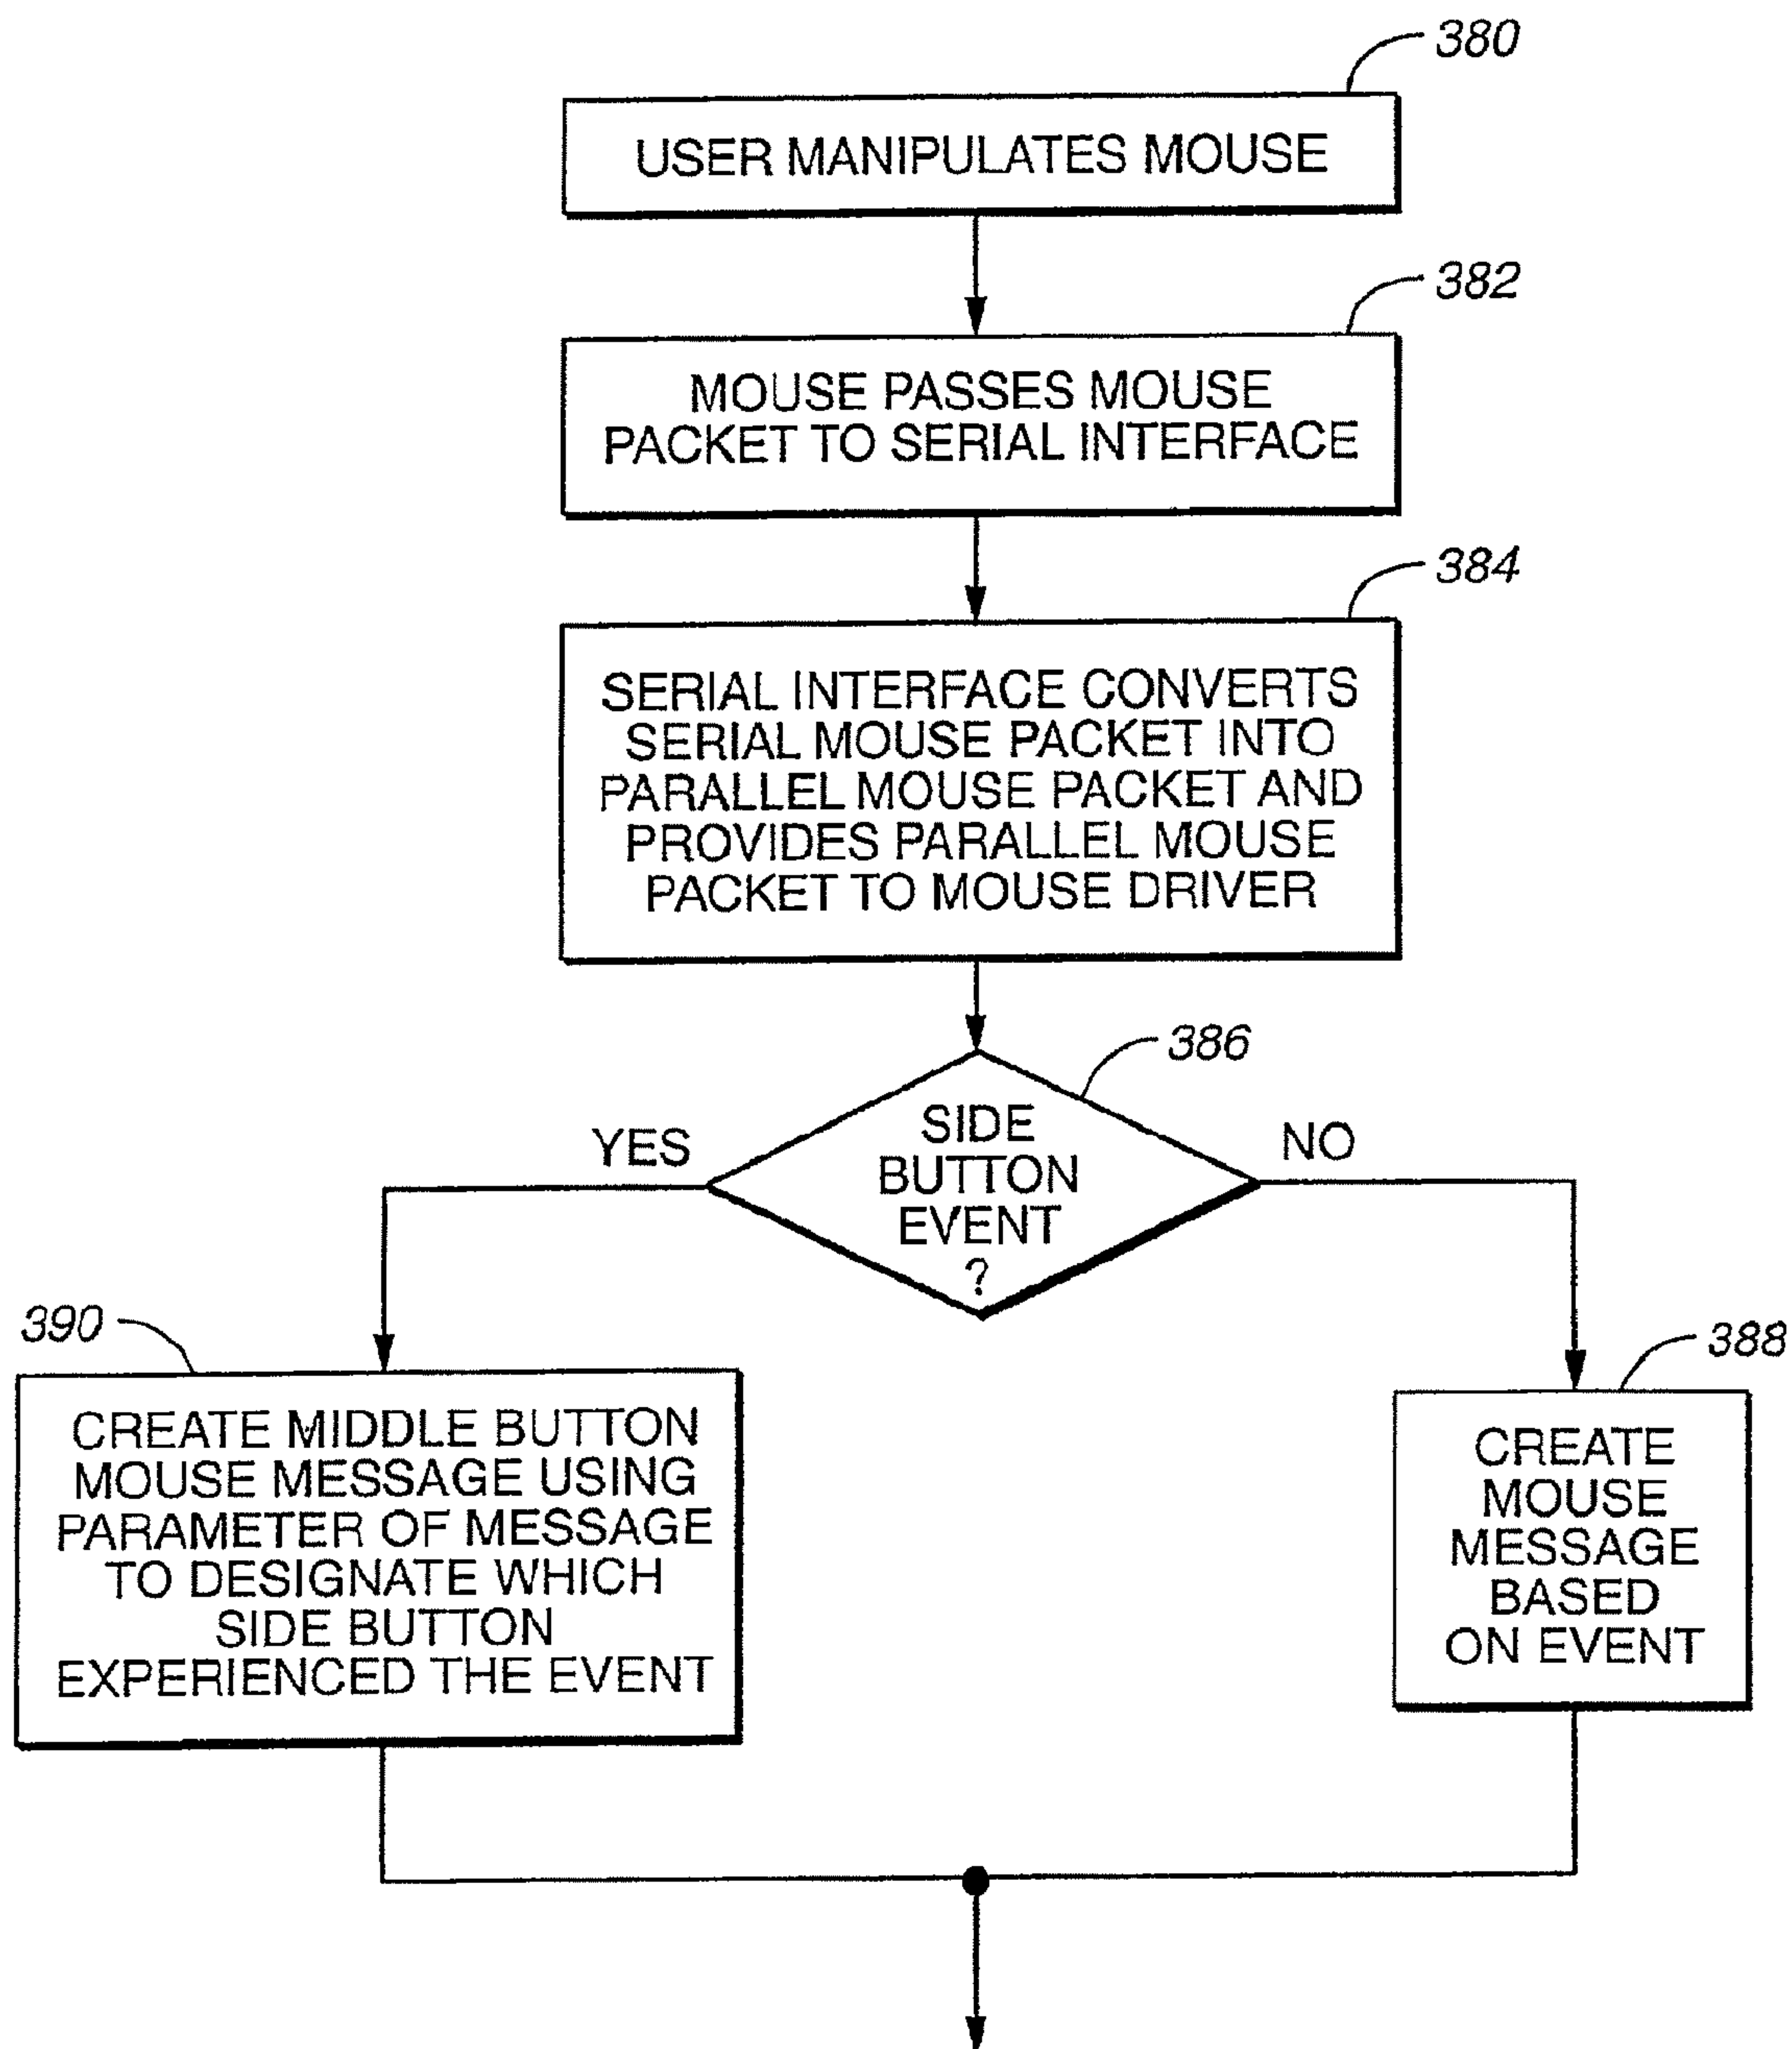 380
USER MANIPULATES MOUSE
382
MOUSE PASSES MOUSE
PACKET TO SERIAL INTERFACE
384
SERIAL INTERFACE CONVERTS
SERIAL MOUSE PACKET INTO
PARALLEL MOUSE PACKET AND
PROVIDES PARALLEL MOUSE
PACKET TO MOUSE DRIVER
386
SIDE
BUTTON
EVENT
?
YES
NO
390
CREATE MIDDLE BUTTON
MOUSE MESSAGE USING
PARAMETER OF MESSAGE
TO DESIGNATE WHICH
SIDE BUTTON
EXPERIENCED THE EVENT
388
CREATE
MOUSE
MESSAGE
BASED
ON EVENT